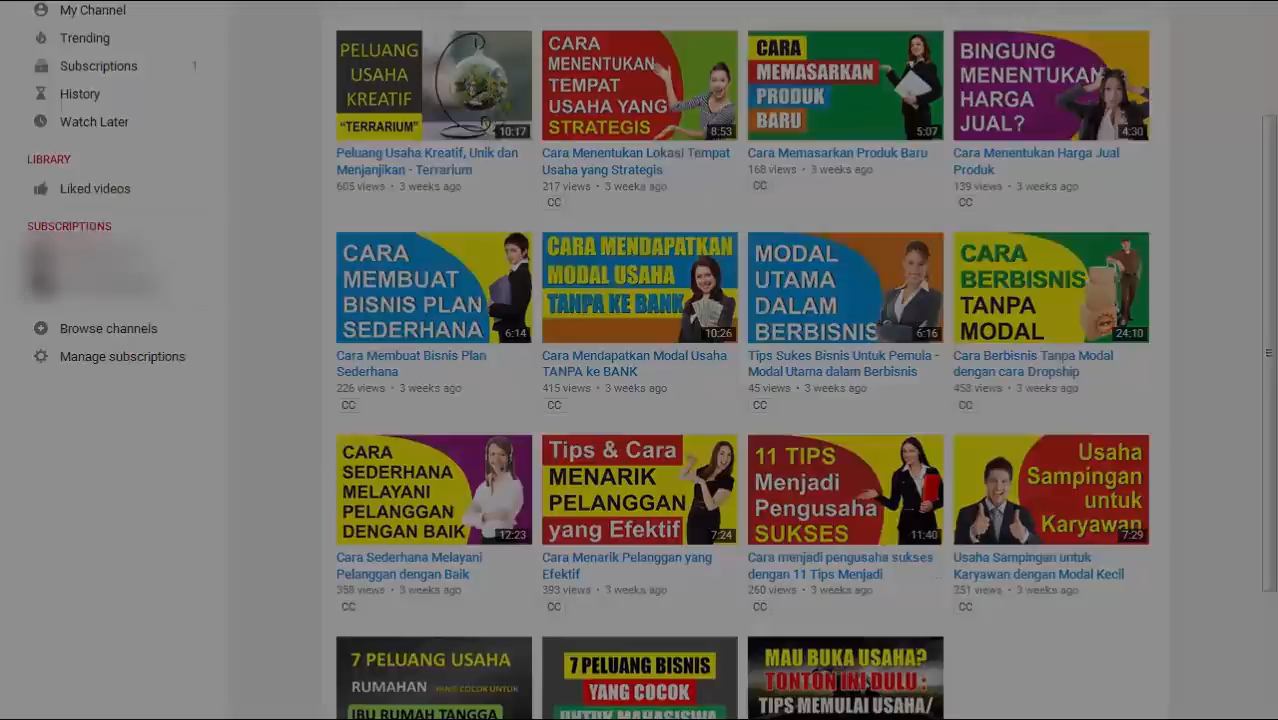 My Channel
Trending
Subscriptions 1
History
Watch Later
LIBRARY
Liked videos
SUBSCRIPTIONS
Browse channels
Manage subscriptions
PELUANG
USAHA
KREATIF
“TERRARIUM”
10:17
Peluang Usaha Kreatif, Unik dan
Menjanjikan - Terrarium
605 views • 3 weeks ago
CARA
MENENTUKAN
TEMPAT
USAHA YANG
STRATEGIS
8:53
Cara Menentukan Lokasi Tempat
Usaha yang Strategis
217 views • 3 weeks ago
CC
CARA
MEMASARKAN
PRODUK
BARU
5:07
Cara Memasarkan Produk Baru
168 views • 3 weeks ago
CC
BINGUNG
MENENTUKAN
HARGA
JUAL?
4:30
Cara Menentukan Harga Jual
Produk
139 views • 3 weeks ago
CC
CARA
MEMBUAT
BISNIS PLAN
SEDERHANA
6:14
Cara Membuat Bisnis Plan
Sederhana
226 views • 3 weeks ago
CC
CARA MENDAPATKAN
MODAL USAHA
TANPA KE BANK
10:26
Cara Mendapatkan Modal Usaha
TANPA ke BANK
415 views • 3 weeks ago
CC
MODAL
UTAMA
DALAM
BERBISNIS
6:16
Tips Sukes Bisnis Untuk Pemula -
Modal Utama dalam Berbisnis
45 views • 3 weeks ago
CC
CARA
BERBISNIS
TANPA
MODAL
24:10
Cara Berbisnis Tanpa Modal
dengan cara Dropship
458 views • 3 weeks ago
CC
CARA
SEDERHANA
MELAYANI
PELANGGAN
DENGAN BAIK
12:23
Cara Sederhana Melayani
Pelanggan dengan Baik
358 views • 3 weeks ago
CC
Tips & Cara
MENARIK
PELANGGAN
yang Efektif
7:24
Cara Menarik Pelanggan yang
Efektif
393 views • 3 weeks ago
CC
11 TIPS
Menjadi
Pengusaha
SUKSES
11:40
Cara menjadi pengusaha sukses
dengan 11 Tips Menjadi ...
260 views • 3 weeks ago
CC
Usaha
Sampingan
untuk
Karyawan
7:29
Usaha Sampingan untuk
Karyawan dengan Modal Kecil
251 views • 3 weeks ago
CC
7 PELUANG USAHA
RUMAHAN YANG COCOK UNTUK
IBU RUMAH TANGGA
7 PELUANG BISNIS
YANG COCOK
UNTUK MAHASISWA
MAU BUKA USAHA?
TONTON INI DULU :
TIPS MEMULAI USAHA/